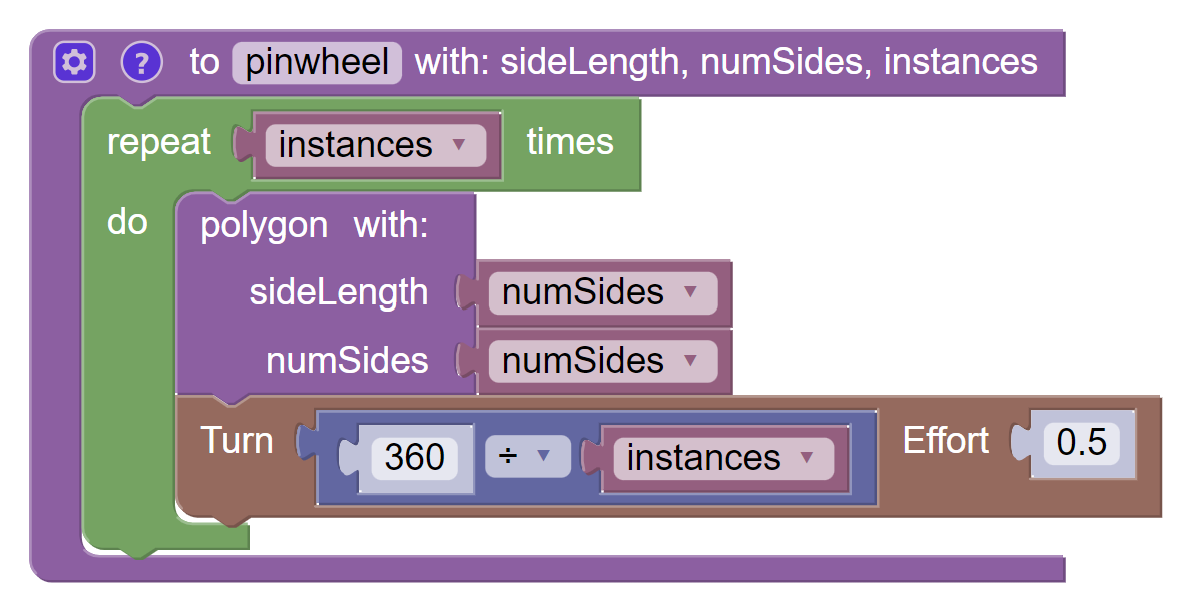 ? to pinwheel with: sideLength, numSides, instances
repeat instances times
do polygon with:
sideLength numSides
numSides numSides
Turn 360 ÷ instances Effort 0.5